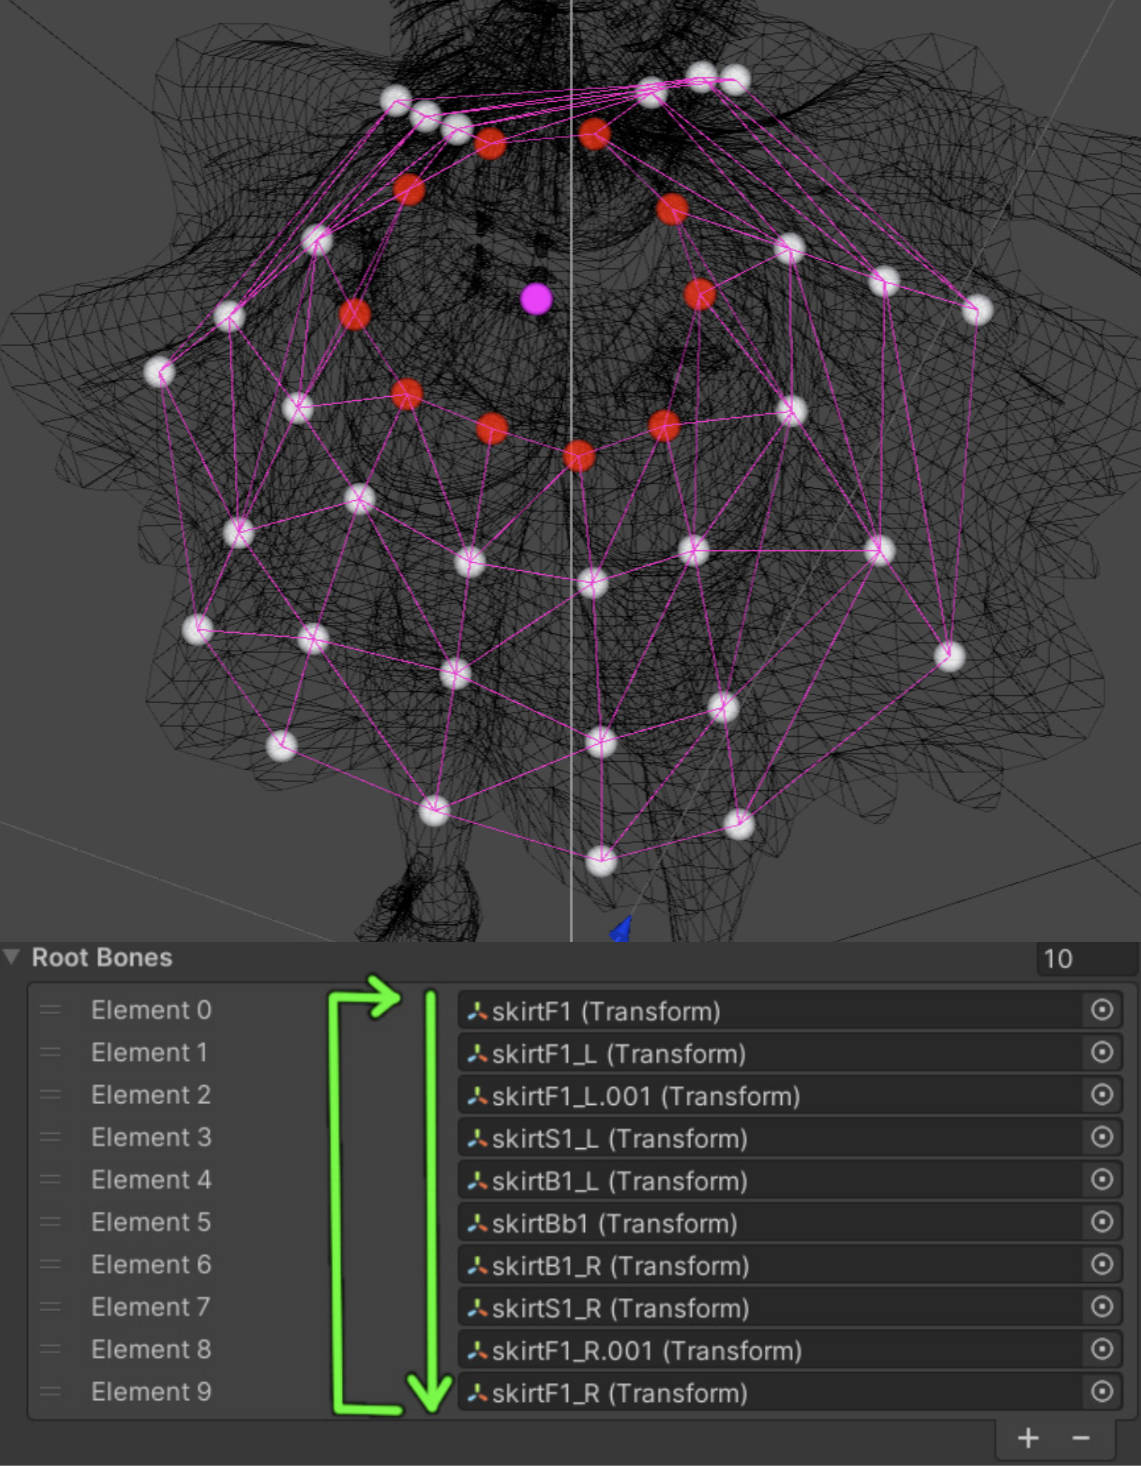 Root Bones 10
Element 0 skirtF1 (Transform)
Element 1 skirtF1_L (Transform)
Element 2 skirtF1_L.001 (Transform)
Element 3 skirtS1_L (Transform)
Element 4 skirtB1_L (Transform)
Element 5 skirtBb1 (Transform)
Element 6 skirtB1_R (Transform)
Element 7 skirtS1_R (Transform)
Element 8 skirtF1_R.001 (Transform)
Element 9 skirtF1_R (Transform)
+ −